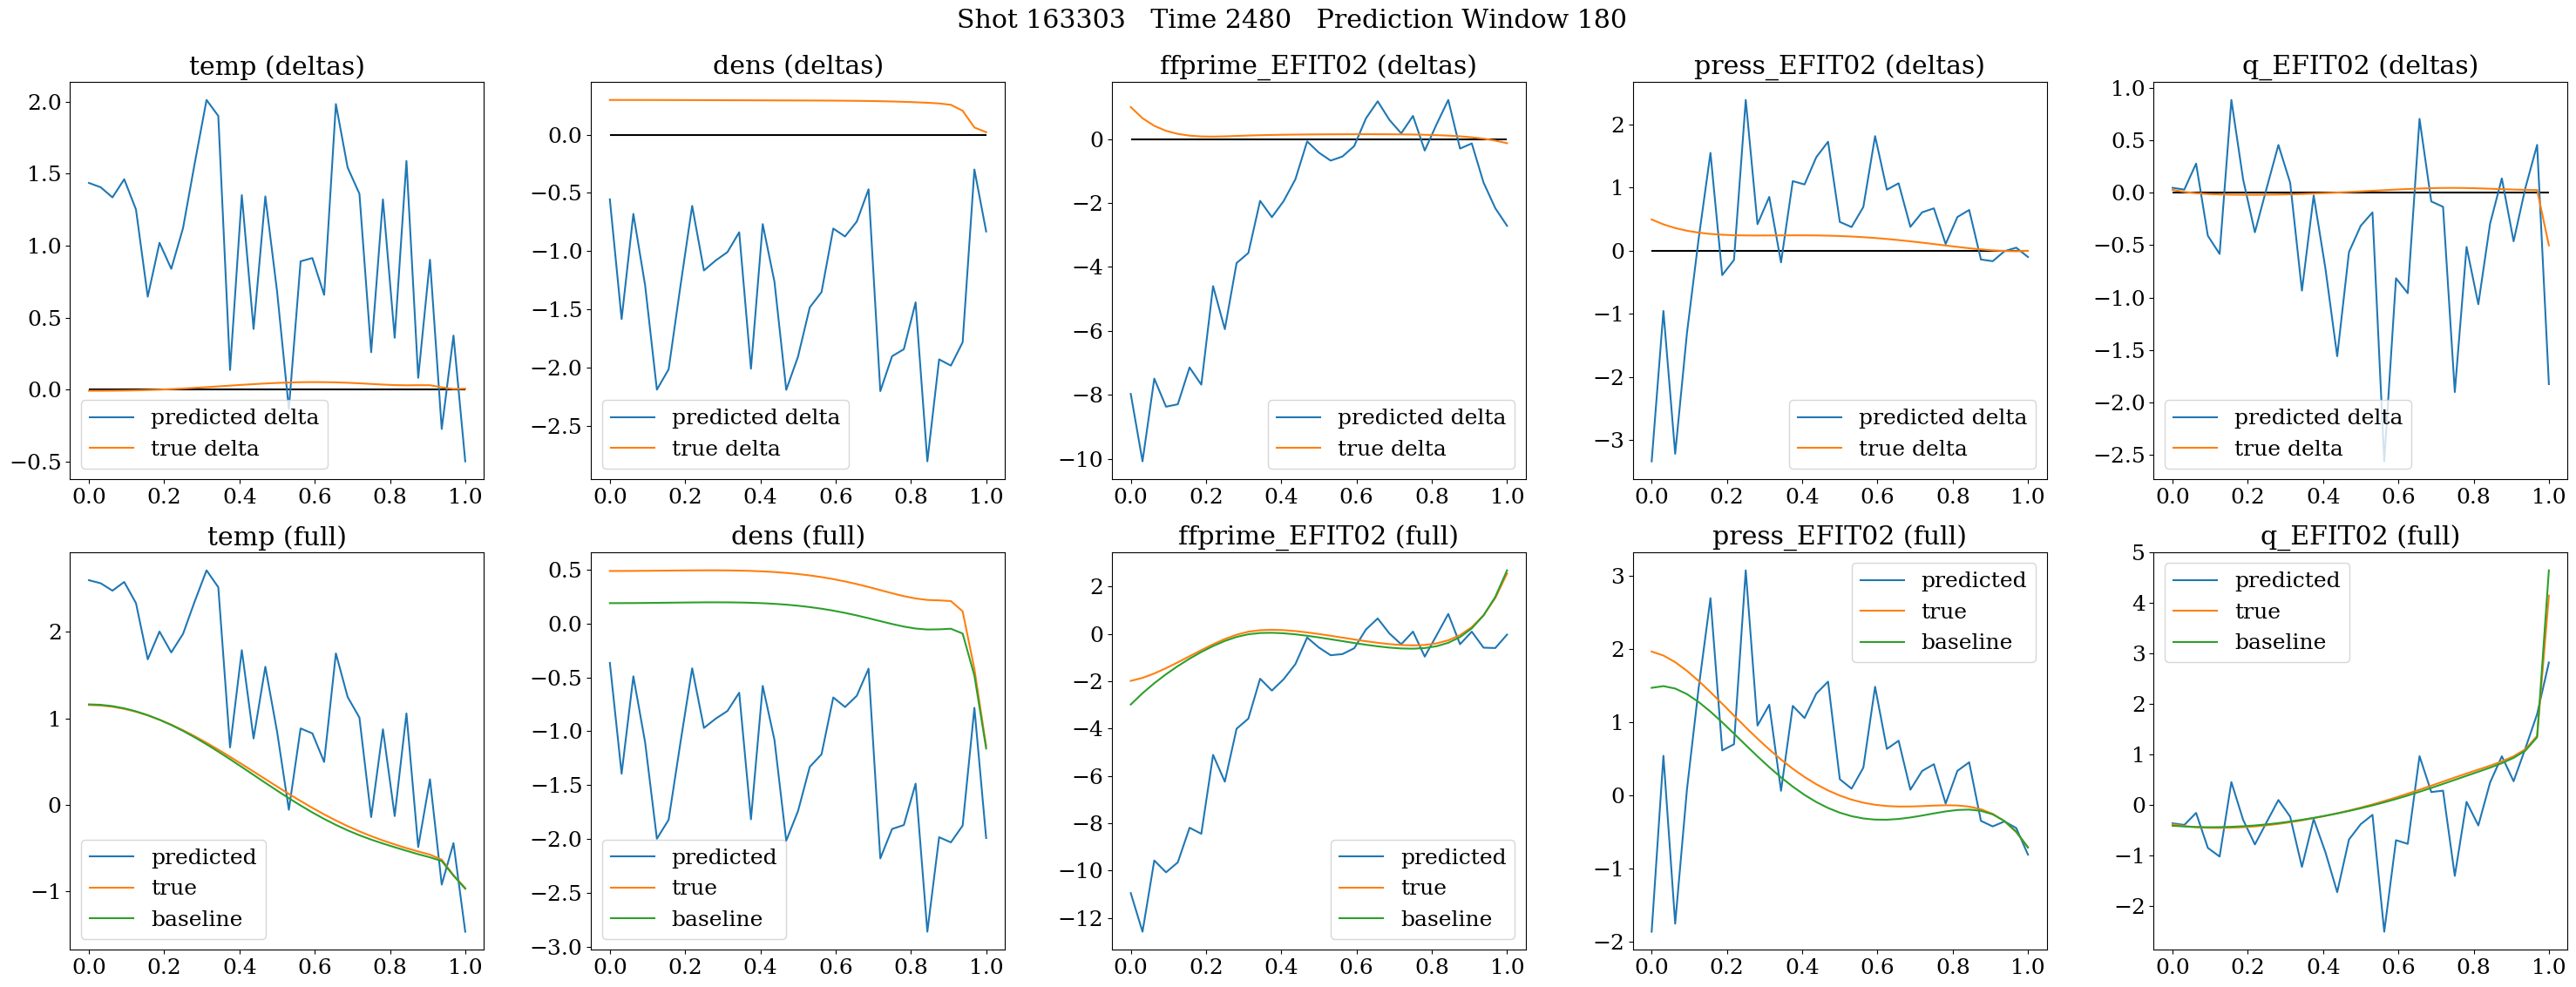 Shot 163303   Time 2480   Prediction Window 180
temp (deltas)
2.0
1.5
1.0
0.5
0.0
−0.5
0.0 0.2 0.4 0.6 0.8 1.0
predicted delta
true delta
dens (deltas)
0.0
−0.5
−1.0
−1.5
−2.0
−2.5
0.0 0.2 0.4 0.6 0.8 1.0
predicted delta
true delta
ffprime_EFIT02 (deltas)
0
−2
−4
−6
−8
−10
0.0 0.2 0.4 0.6 0.8 1.0
predicted delta
true delta
press_EFIT02 (deltas)
2
1
0
−1
−2
−3
0.0 0.2 0.4 0.6 0.8 1.0
predicted delta
true delta
q_EFIT02 (deltas)
1.0
0.5
0.0
−0.5
−1.0
−1.5
−2.0
−2.5
0.0 0.2 0.4 0.6 0.8 1.0
predicted delta
true delta
temp (full)
2
1
0
−1
0.0 0.2 0.4 0.6 0.8 1.0
predicted
true
baseline
dens (full)
0.5
0.0
−0.5
−1.0
−1.5
−2.0
−2.5
−3.0
0.0 0.2 0.4 0.6 0.8 1.0
predicted
true
baseline
ffprime_EFIT02 (full)
2
0
−2
−4
−6
−8
−10
−12
0.0 0.2 0.4 0.6 0.8 1.0
predicted
true
baseline
press_EFIT02 (full)
3
2
1
0
−1
−2
0.0 0.2 0.4 0.6 0.8 1.0
predicted
true
baseline
q_EFIT02 (full)
5
4
3
2
1
0
−1
−2
0.0 0.2 0.4 0.6 0.8 1.0
predicted
true
baseline